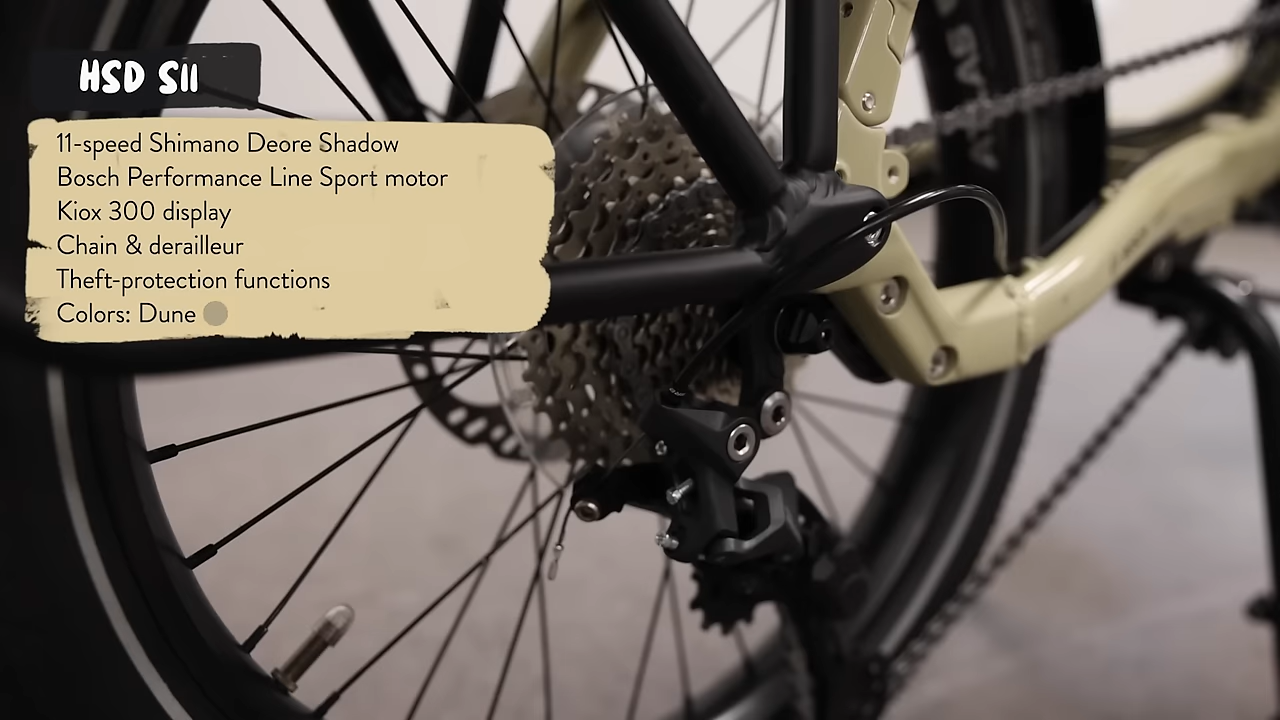 HSD S11
11-speed Shimano Deore Shadow
Bosch Performance Line Sport motor
Kiox 300 display
Chain & derailleur
Theft-protection functions
Colors: Dune